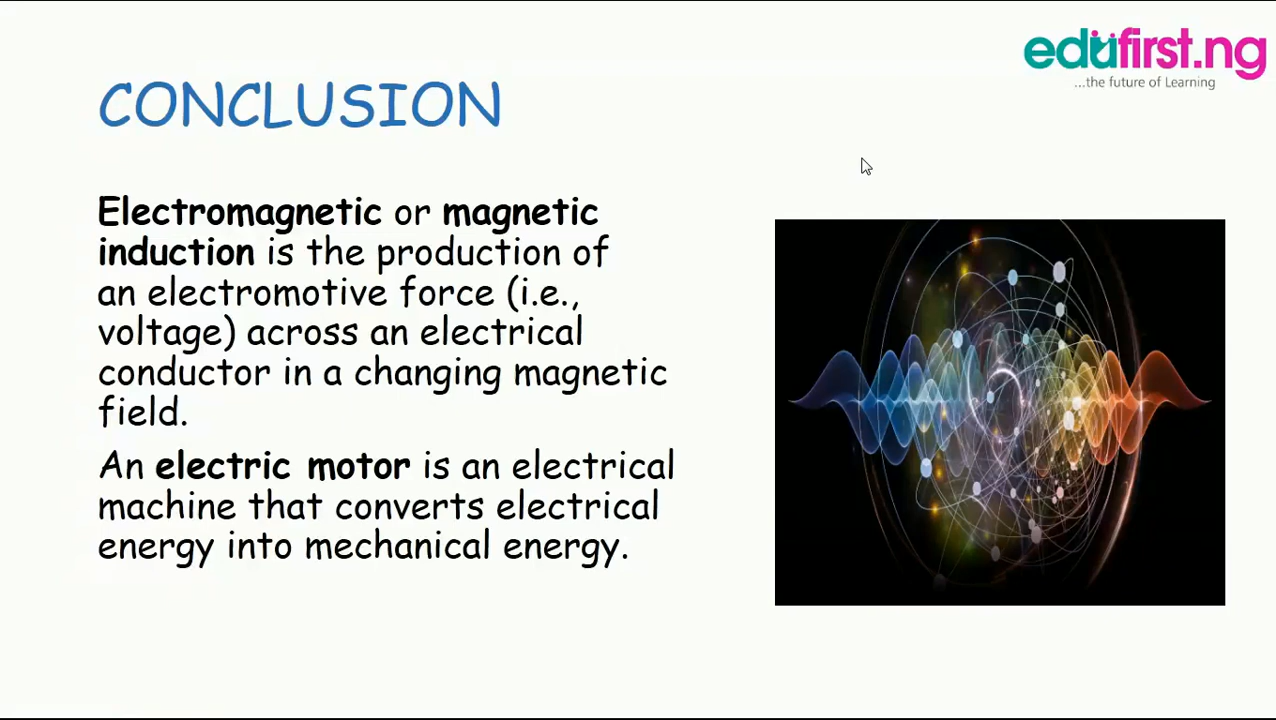 edufirst.ng
...the future of Learning
CONCLUSION
Electromagnetic or magnetic
induction is the production of
an electromotive force (i.e.,
voltage) across an electrical
conductor in a changing magnetic
field.
An electric motor is an electrical
machine that converts electrical
energy into mechanical energy.